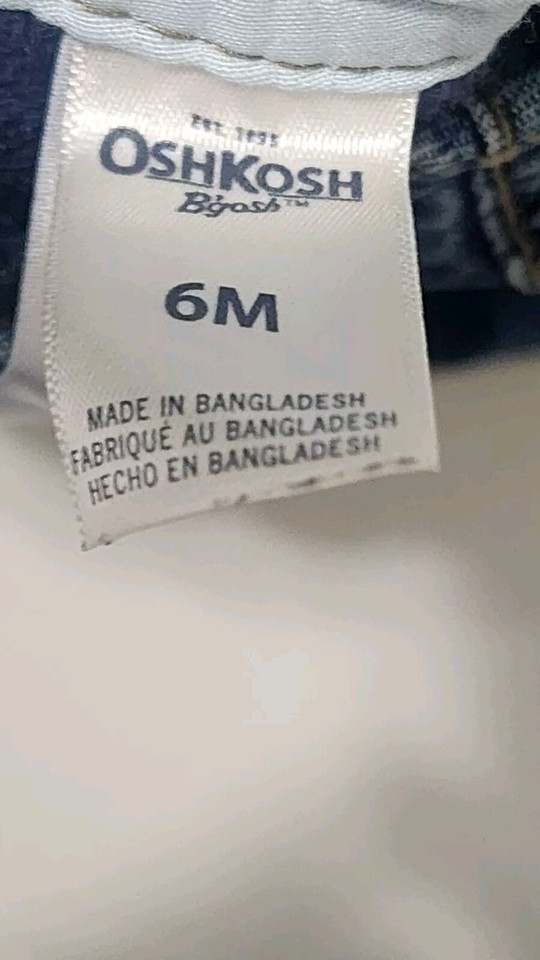 EST. 1895
OSHKOSH
B'gosh™
6M
MADE IN BANGLADESH
FABRIQUÉ AU BANGLADESH
HECHO EN BANGLADESH